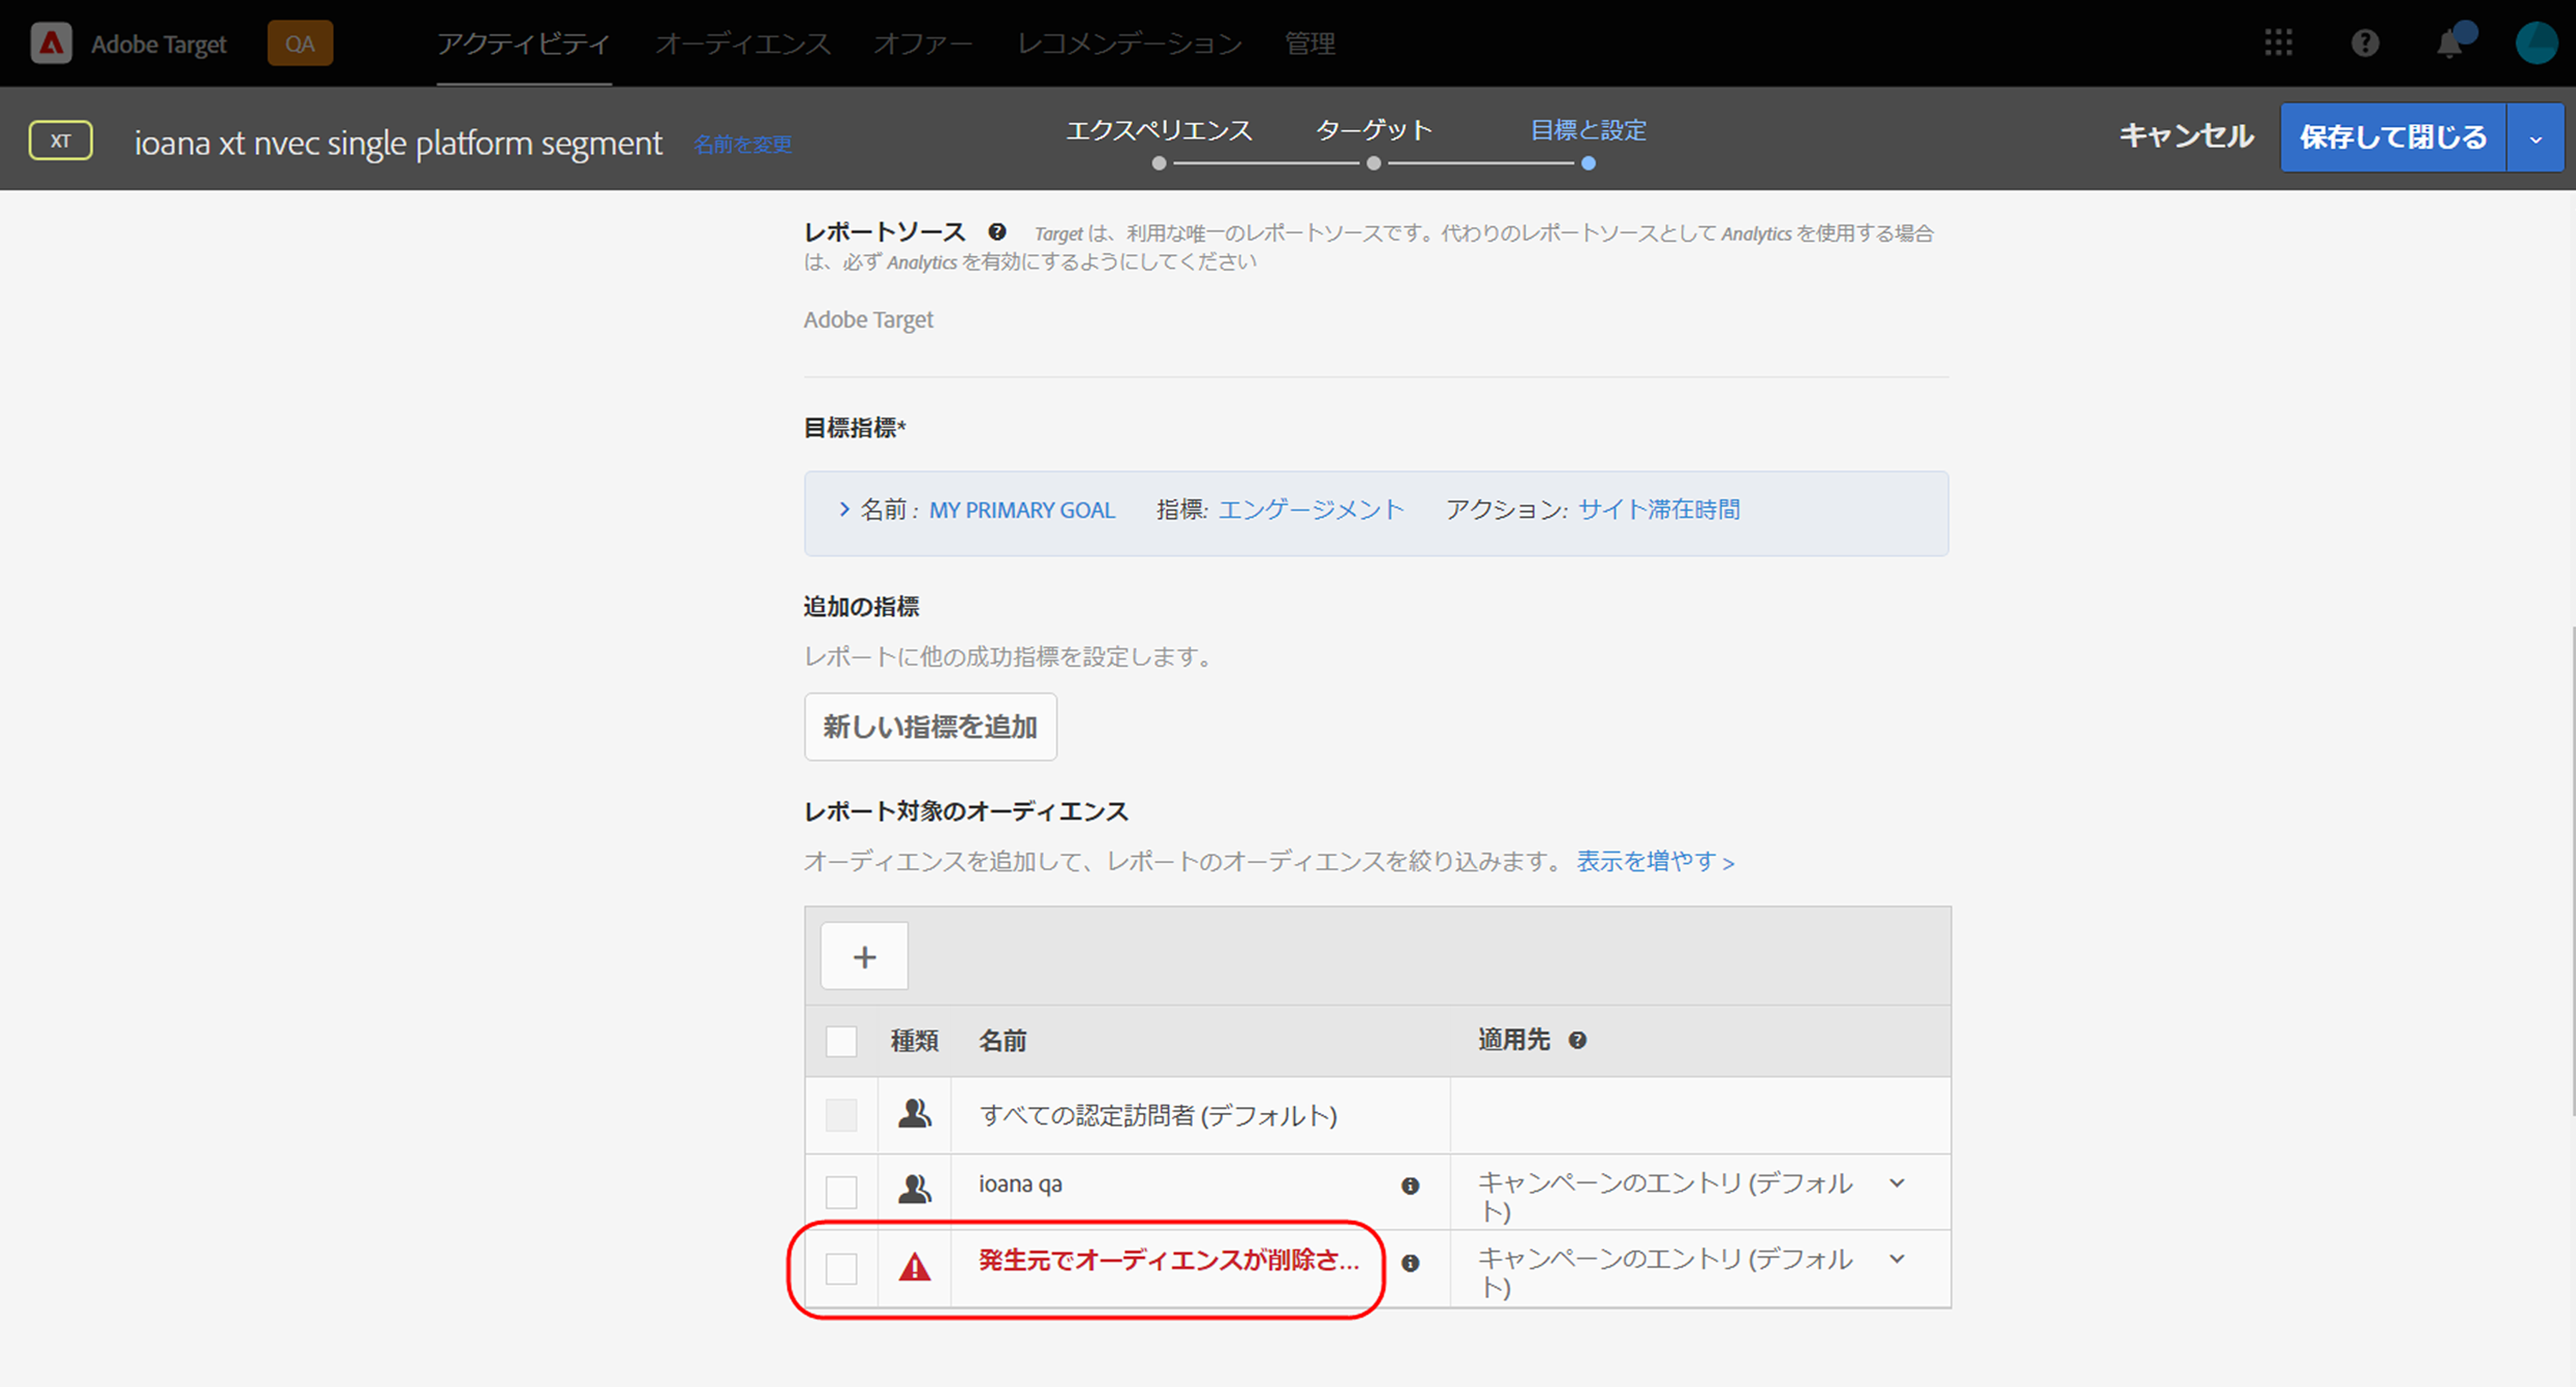 Adobe Target QA アクティビティ オーディエンス オファー レコメンデーション 管理
XT ioana xt nvec single platform segment 名前を変更 エクスペリエンス ターゲット 目標と設定 キャンセル 保存して閉じる
レポートソース Target は、利用な唯一のレポートソースです。代わりのレポートソースとして Analytics を使用する場合
は、必ず Analytics を有効にするようにしてください
Adobe Target
目標指標*
名前 : MY PRIMARY GOAL 指標: エンゲージメント アクション: サイト滞在時間
追加の指標
レポートに他の成功指標を設定します。
新しい指標を追加
レポート対象のオーディエンス
オーディエンスを追加して、レポートのオーディエンスを絞り込みます。 表示を増やす >
+
種類 名前 適用先
すべての認定訪問者 (デフォルト)
ioana qa キャンペーンのエントリ (デフォル
ト)
発生元でオーディエンスが削除さ... キャンペーンのエントリ (デフォル
ト)